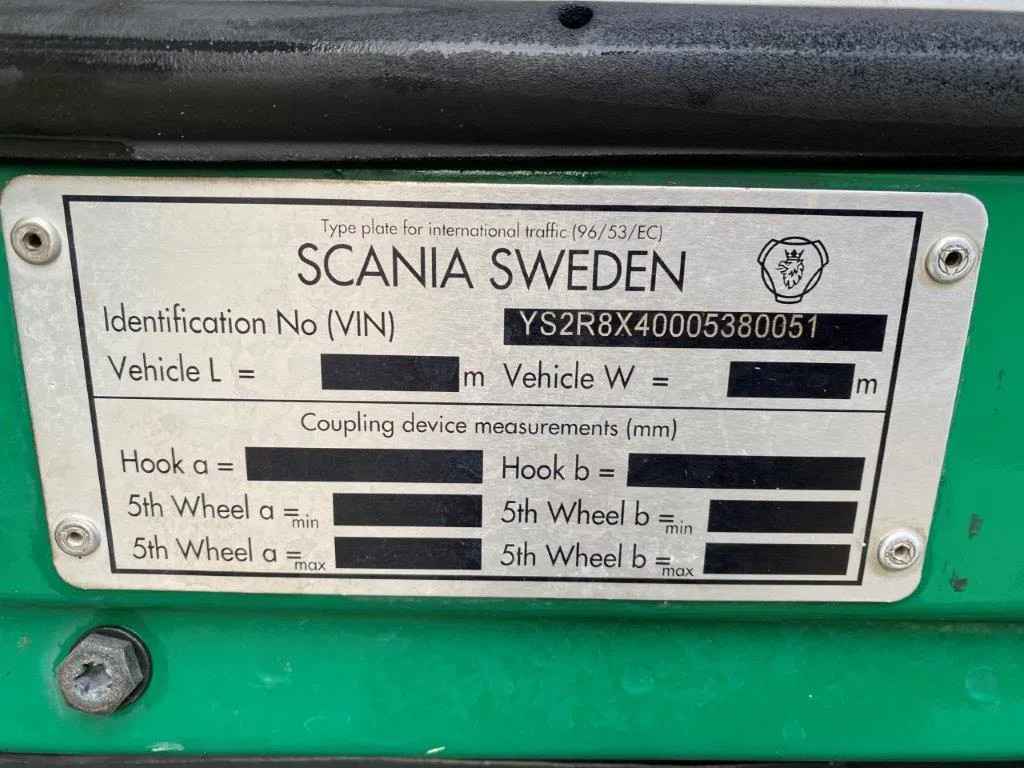 Type plate for international traffic (96/53/EC)
SCANIA SWEDEN
Identification No (VIN) YS2R8X40005380051
Vehicle L = m Vehicle W = m
Coupling device measurements (mm)
Hook a = Hook b =
5th Wheel a =min 5th Wheel b =min
5th Wheel a =max 5th Wheel b =max